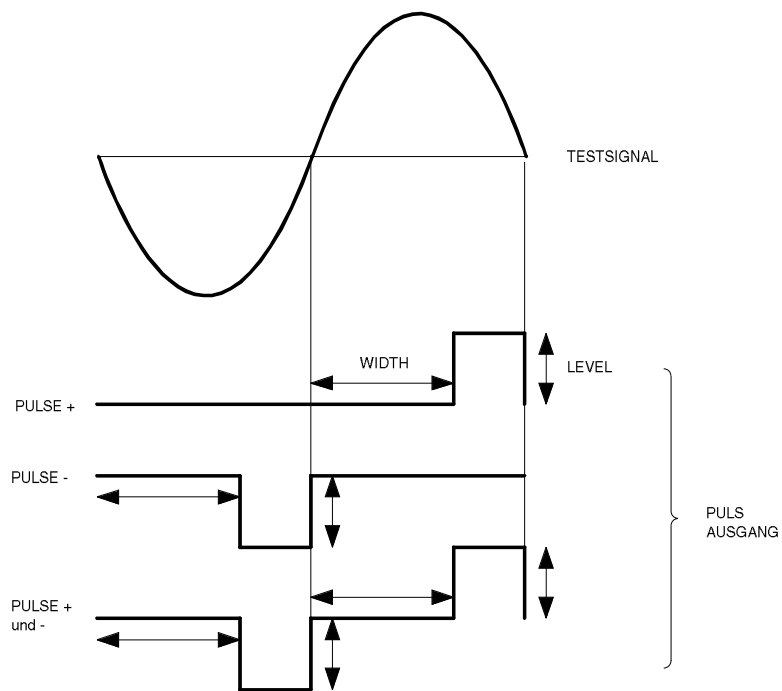 TESTSIGNAL
WIDTH
LEVEL
PULSE +
PULSE -
PULS
AUSGANG
PULSE +
und -